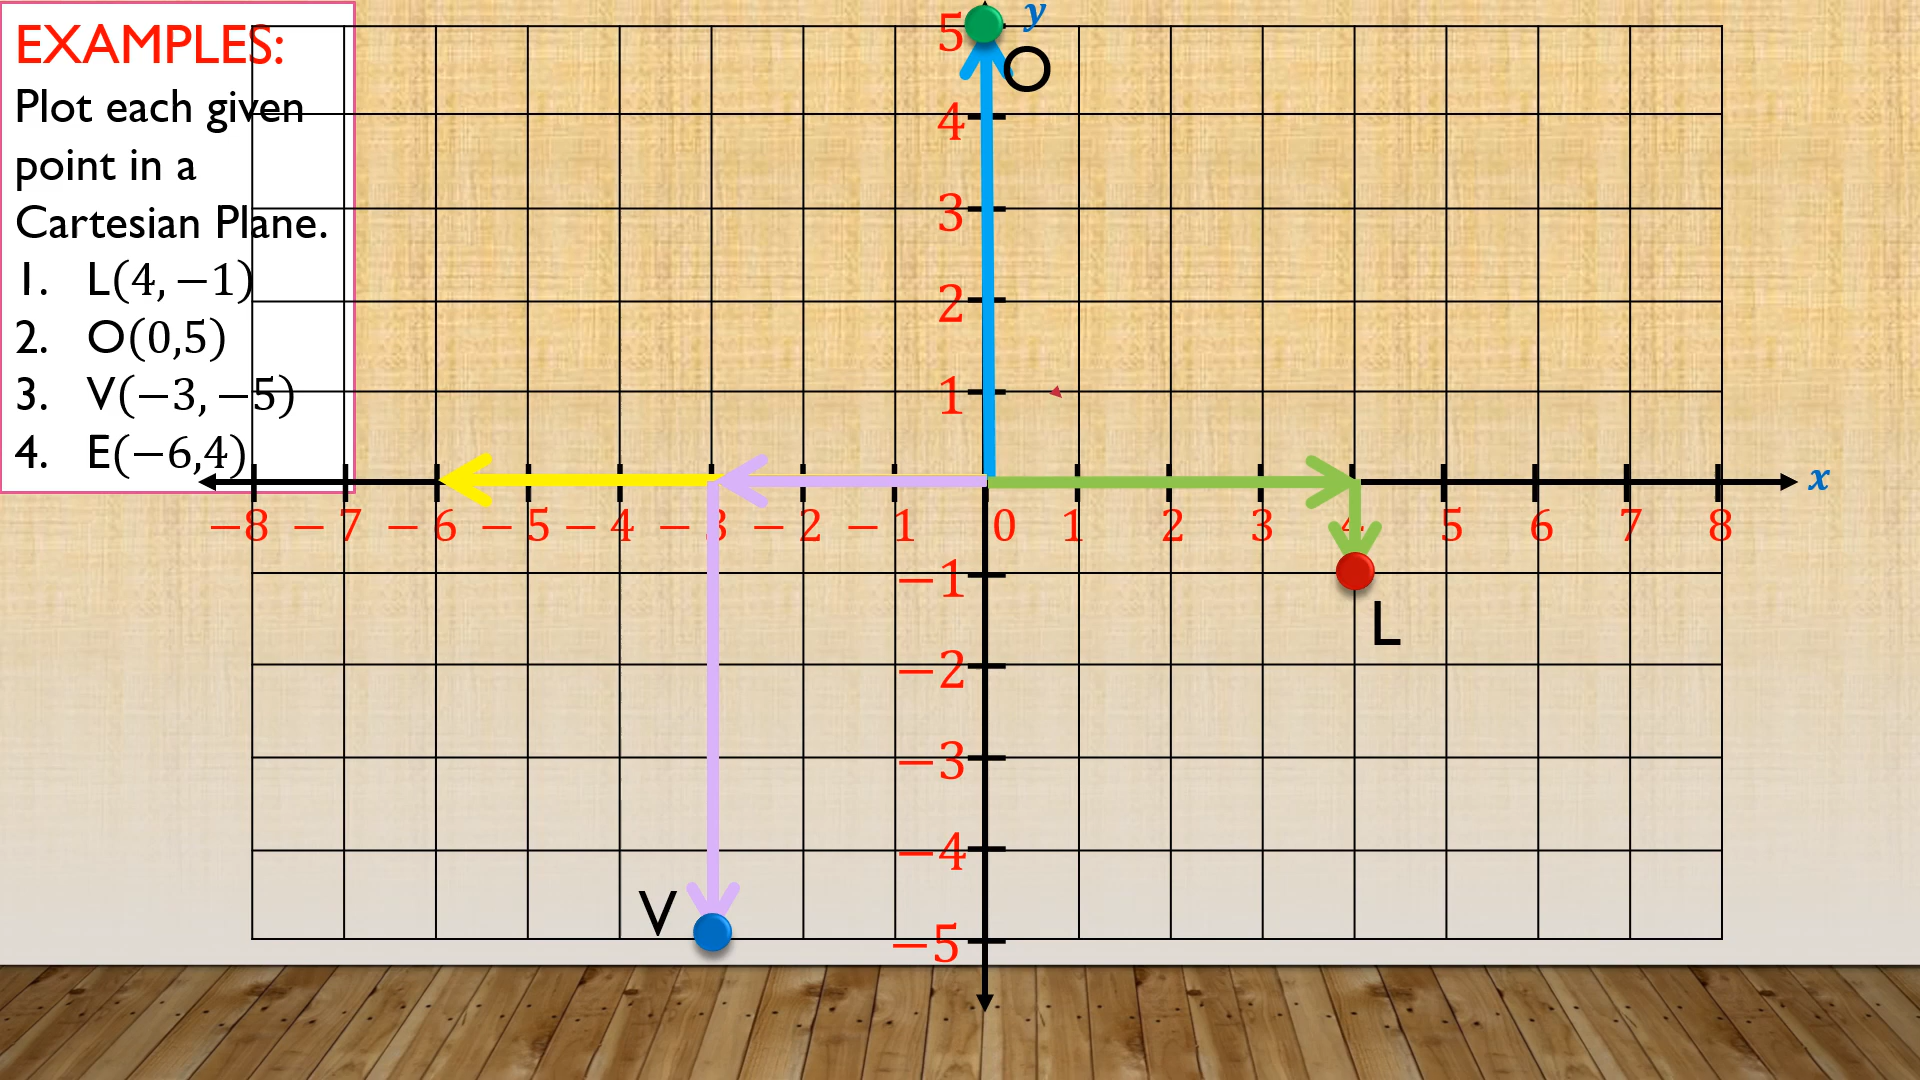 EXAMPLES:
Plot each given
point in a
Cartesian Plane.
1. L(4, −1)
2. O(0,5)
3. V(−3, −5)
4. E(−6,4)
y
5
O
4
3
2
1
x
−8 −7 −6 −5 −4 −3 −2 −1 0 1 2 3 4 5 6 7 8
−1
L
−2
−3
−4
V
−5